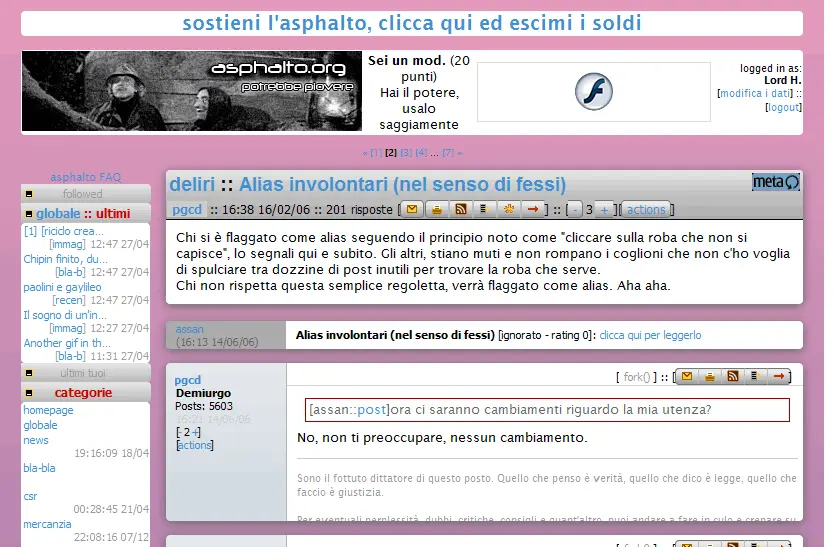 sostieni l'asphalto, clicca qui ed escimi i soldi
asphalto.org
potrebbe piovere
Sei un mod. (20
punti)
Hai il potere,
usalo
saggiamente
logged in as:
Lord H.
[modifica i dati] ::
[logout]
« [1] [2] [3] [4] ... [7] »
asphalto FAQ
followed
globale :: ultimi
[1] [riciclo crea...
[immag] 12:47 27/04
Chipin finito, du...
[bla-b] 12:47 27/04
paolini e gaylileo
[recen] 12:47 27/04
Il sogno di un'in...
[immag] 12:27 27/04
Another gif in th...
[bla-b] 11:31 27/04
ultimi tuoi
categorie
homepage
globale
news
19:16:09 18/04
bla-bla
csr
00:28:45 21/04
mercanzia
22:08:16 07/12
deliri :: Alias involontari (nel senso di fessi)
meta
pgcd :: 16:38 16/02/06 :: 201 risposte [ ] :: [ - 3 + ][ actions ]
Chi si è flaggato come alias seguendo il principio noto come "cliccare sulla roba che non si
capisce", lo segnali qui e subito. Gli altri, stiano muti e non rompano i coglioni che non c'ho voglia
di spulciare tra dozzine di post inutili per trovare la roba che serve.
Chi non rispetta questa semplice regoletta, verrà flaggato come alias. Aha aha.
assan
(16:13 14/06/06)
Alias involontari (nel senso di fessi) [ignorato - rating 0]: clicca qui per leggerlo
pgcd
Demiurgo
Posts: 5603
16:21 14/06/06
[- 2 +]
[actions]
[ fork() ] :: [ ]
[assan::post]ora ci saranno cambiamenti riguardo la mia utenza?
No, non ti preoccupare, nessun cambiamento.
Sono il fottuto dittatore di questo posto. Quello che penso è verità, quello che dico è legge, quello che
faccio è giustizia.
Per eventuali perplessità, dubbi, critiche, consigli e quant'altro, puoi andare a fare in culo e crepare su